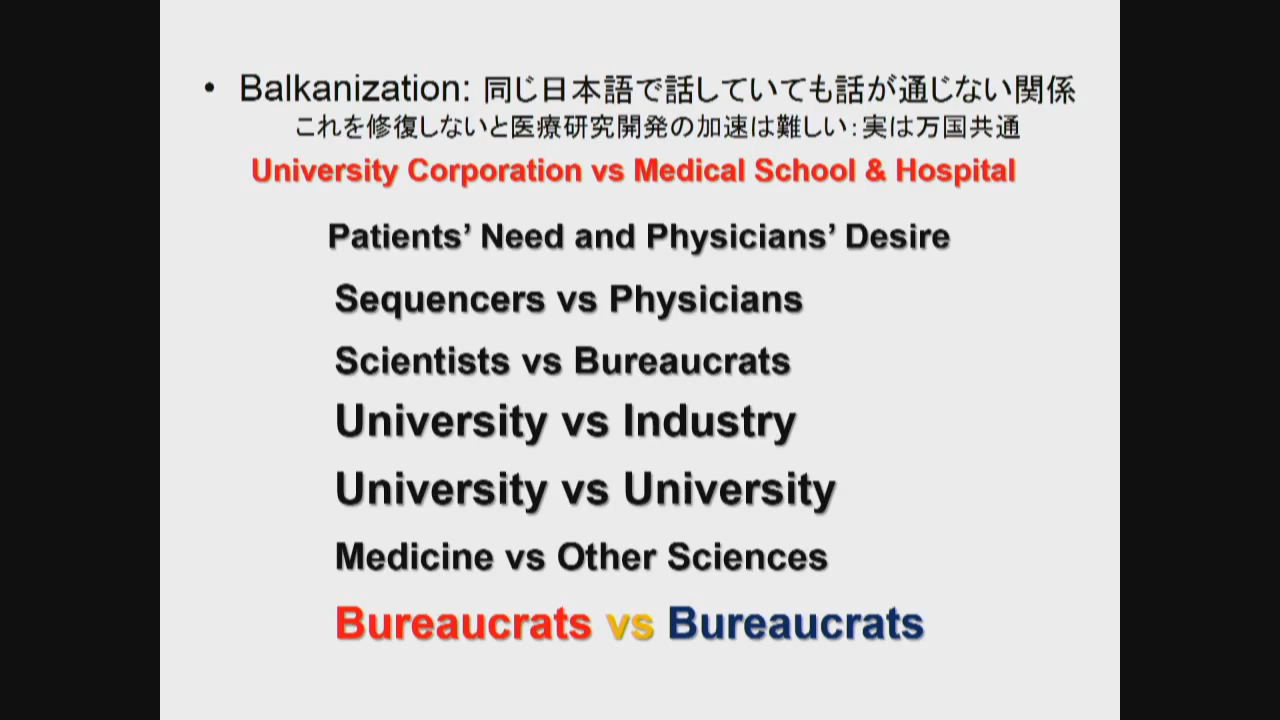 • Balkanization: 同じ日本語で話していても話が通じない関係
これを修復しないと医療研究開発の加速は難しい：実は万国共通
University Corporation vs Medical School & Hospital
Patients’ Need and Physicians’ Desire
Sequencers vs Physicians
Scientists vs Bureaucrats
University vs Industry
University vs University
Medicine vs Other Sciences
Bureaucrats vs Bureaucrats